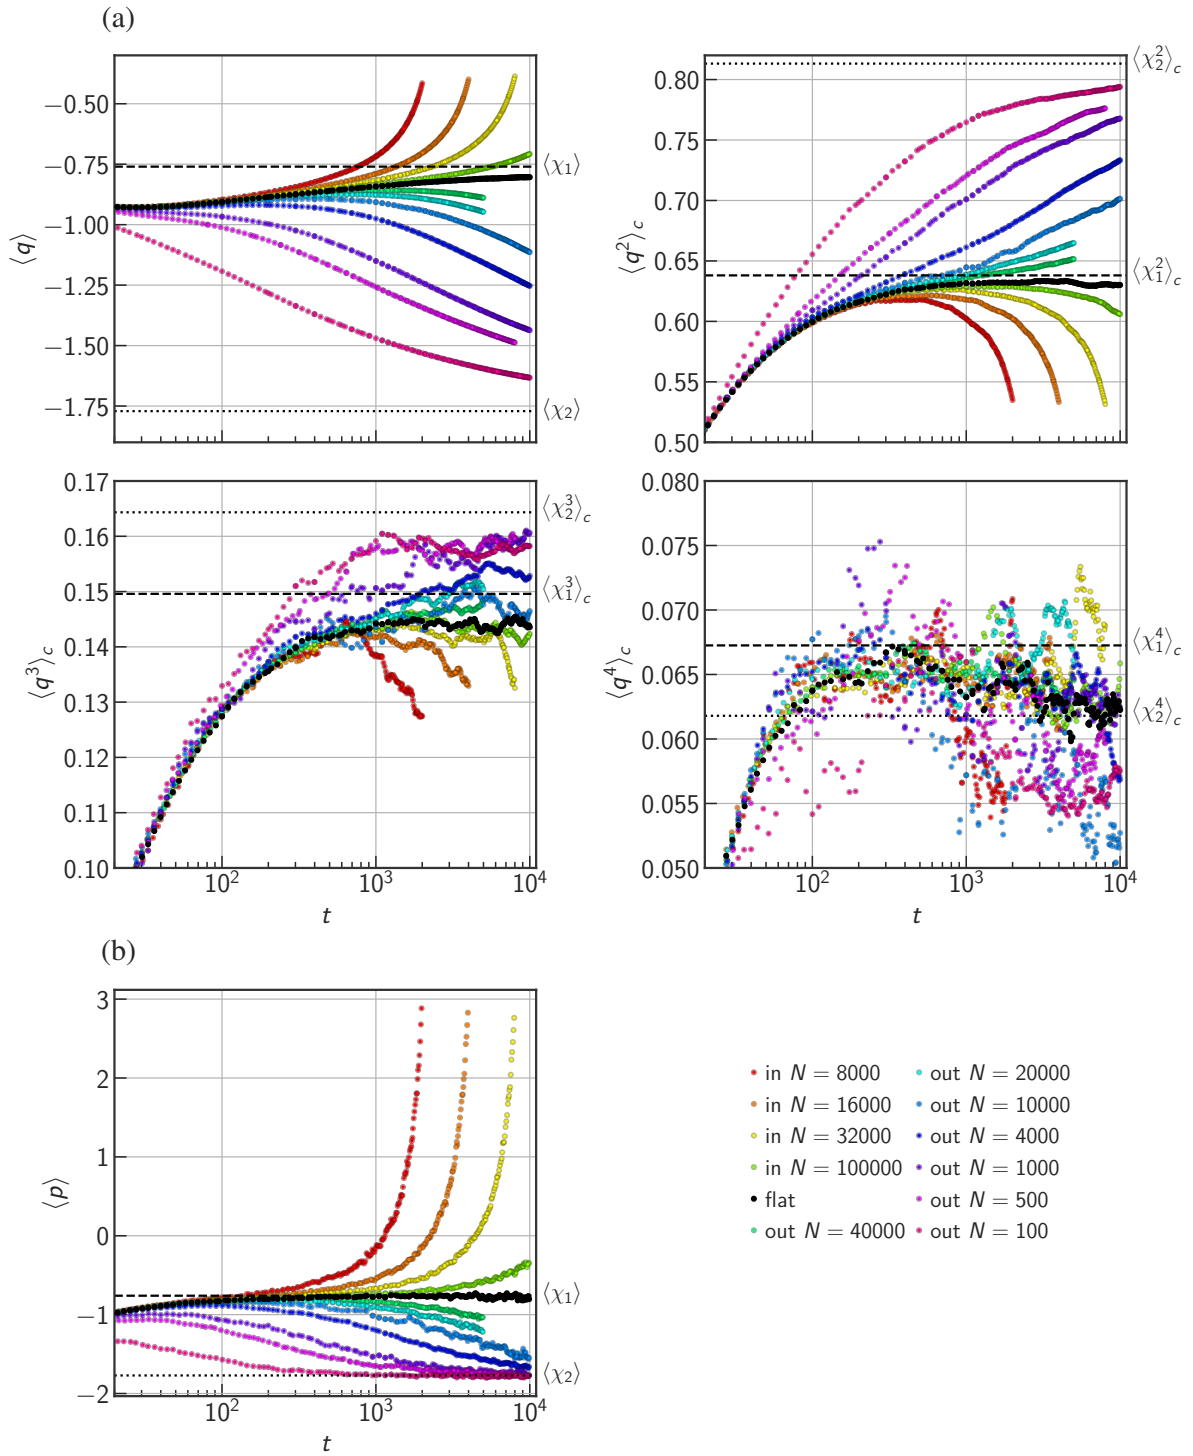 (a)
−0.50
−0.75
−1.00
−1.25
−1.50
−1.75
⟨q⟩
⟨χ₁⟩
⟨χ₂⟩
0.80
0.75
0.70
0.65
0.60
0.55
0.50
⟨q²⟩c
⟨χ₂²⟩c
⟨χ₁²⟩c
0.17
0.16
0.15
0.14
0.13
0.12
0.11
0.10
⟨q³⟩c
⟨χ₂³⟩c
⟨χ₁³⟩c
10² 10³ 10⁴
t
0.080
0.075
0.070
0.065
0.060
0.055
0.050
⟨q⁴⟩c
⟨χ₁⁴⟩c
⟨χ₂⁴⟩c
10² 10³ 10⁴
t
(b)
3
2
1
0
−1
−2
⟨p⟩
⟨χ₁⟩
⟨χ₂⟩
10² 10³ 10⁴
t
in N = 8000
in N = 16000
in N = 32000
in N = 100000
flat
out N = 40000
out N = 20000
out N = 10000
out N = 4000
out N = 1000
out N = 500
out N = 100